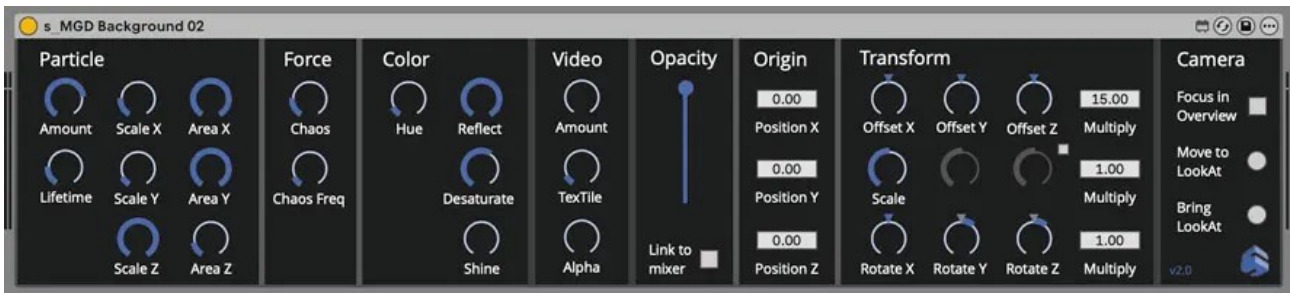 s_MGD Background 02
Particle
Amount Scale X Area X
Lifetime Scale Y Area Y
Scale Z Area Z
Force
Chaos
Chaos Freq
Color
Hue Reflect
Desaturate
Shine
Video
Amount
TexTile
Alpha
Opacity
Link to
mixer
Origin
0.00
Position X
0.00
Position Y
0.00
Position Z
Transform
15.00
Offset X Offset Y Offset Z Multiply
1.00
Scale Multiply
1.00
Rotate X Rotate Y Rotate Z Multiply
Camera
Focus in
Overview
Move to
LookAt
Bring
LookAt
v2.0